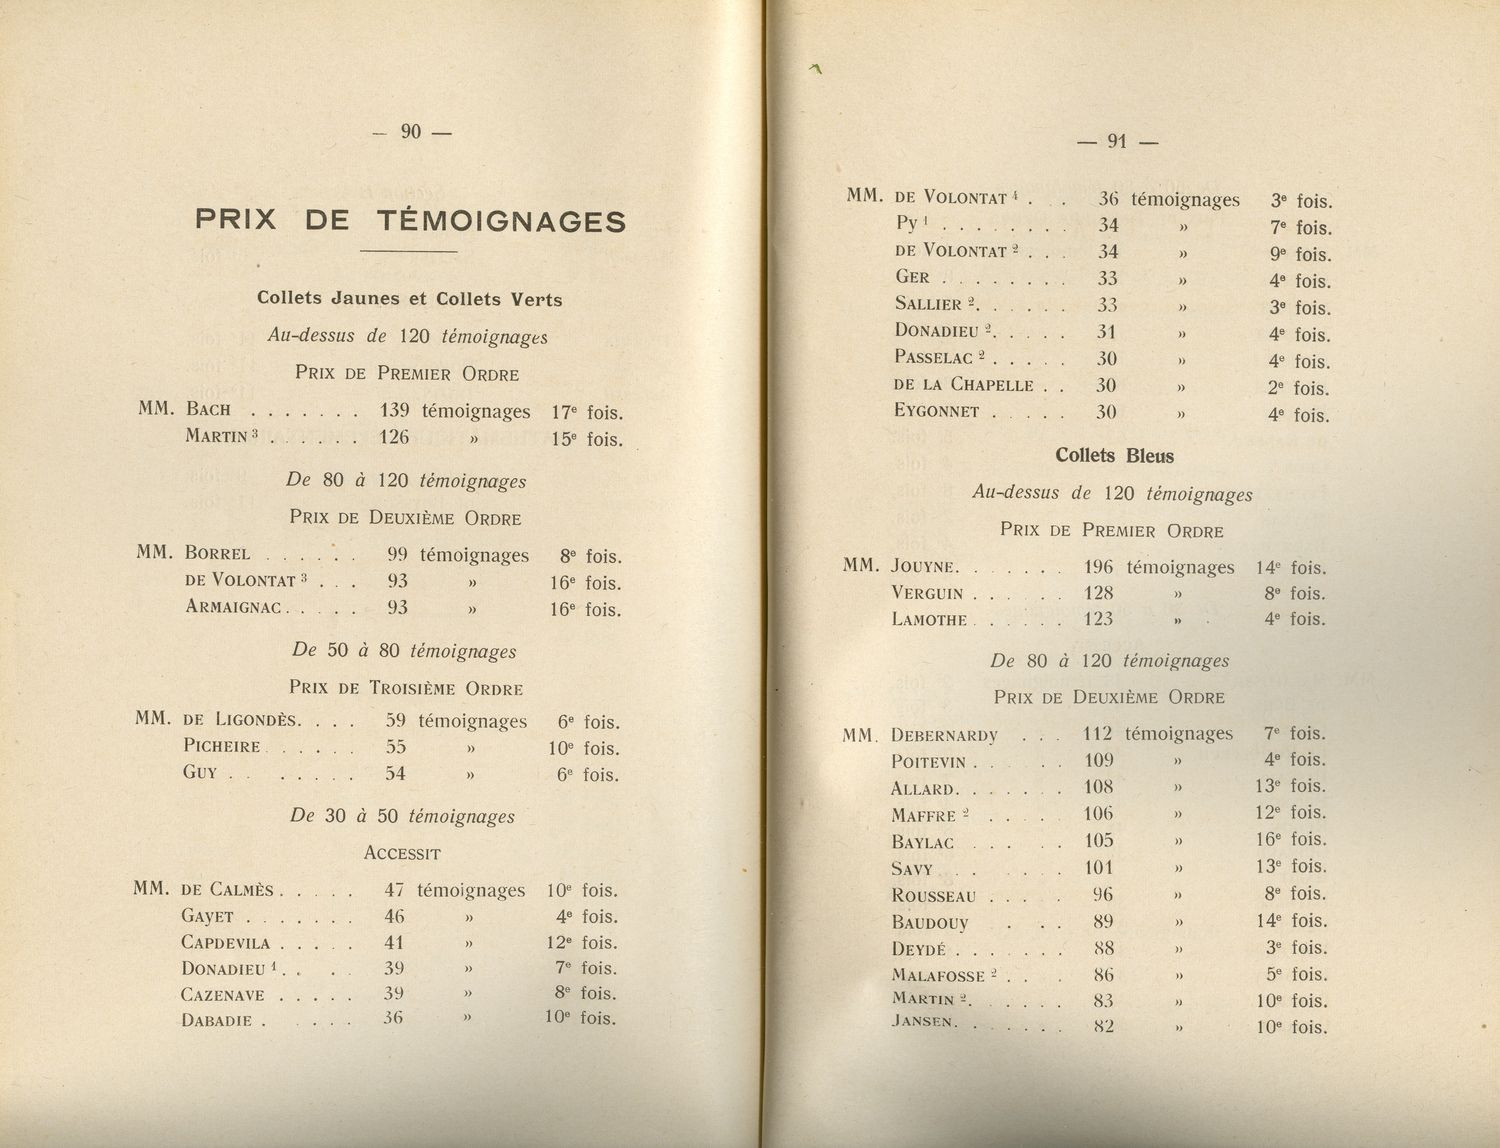 — 90 —
PRIX DE TÉMOIGNAGES
Collets Jaunes et Collets Verts
Au-dessus de 120 témoignages
PRIX DE PREMIER ORDRE
MM. BACH . . . . . . . 139 témoignages 17e fois.
MARTIN 3 . . . . . . 126 » 15e fois.
De 80 à 120 témoignages
PRIX DE DEUXIÈME ORDRE
MM. BORREL . . . . . . 99 témoignages 8e fois.
DE VOLONTAT 3 . . . 93 » 16e fois.
ARMAIGNAC . . . . . 93 » 16e fois.
De 50 à 80 témoignages
PRIX DE TROISIÈME ORDRE
MM. DE LIGONDÈS. . . . 59 témoignages 6e fois.
PICHEIRE . . . . . . 55 » 10e fois.
GUY . . . . . . . 54 » 6e fois.
De 30 à 50 témoignages
ACCESSIT
MM. DE CALMÈS . . . . . 47 témoignages 10e fois.
GAYET . . . . . . . 46 » 4e fois.
CAPDEVILA . . . . . 41 » 12e fois.
DONADIEU 1 . . . . 39 » 7e fois.
CAZENAVE . . . . . 39 » 8e fois.
DABADIE . . . . . 36 » 10e fois.
— 91 —
MM. DE VOLONTAT 4 . . . 36 témoignages 3e fois.
PY 1 . . . . . . . . 34 » 7e fois.
DE VOLONTAT 2 . . . 34 » 9e fois.
GER . . . . . . . . 33 » 4e fois.
SALLIER 2. . . . . . 33 » 3e fois.
DONADIEU 2. . . . . 31 » 4e fois.
PASSELAC 2 . . . . . 30 » 4e fois.
DE LA CHAPELLE . . 30 » 2e fois.
EYGONNET . . . . . 30 » 4e fois.
Collets Bleus
Au-dessus de 120 témoignages
PRIX DE PREMIER ORDRE
MM. JOUYNE. . . . . . . 196 témoignages 14e fois.
VERGUIN . . . . . . 128 » 8e fois.
LAMOTHE . . . . . . 123 » 4e fois.
De 80 à 120 témoignages
PRIX DE DEUXIÈME ORDRE
MM. DEBERNARDY . . . 112 témoignages 7e fois.
POITEVIN . . . . . 109 » 4e fois.
ALLARD. . . . . . . 108 » 13e fois.
MAFFRE 2 . . . . . 106 » 12e fois.
BAYLAC . . . . . 105 » 16e fois.
SAVY . . . . . . 101 » 13e fois.
ROUSSEAU . . . . . 96 » 8e fois.
BAUDOUY . . . . 89 » 14e fois.
DEYDÉ . . . . . . . 88 » 3e fois.
MALAFOSSE 2 . . . 86 » 5e fois.
MARTIN 2. . . . . . 83 » 10e fois.
JANSEN. . . . . . . 82 » 10e fois.